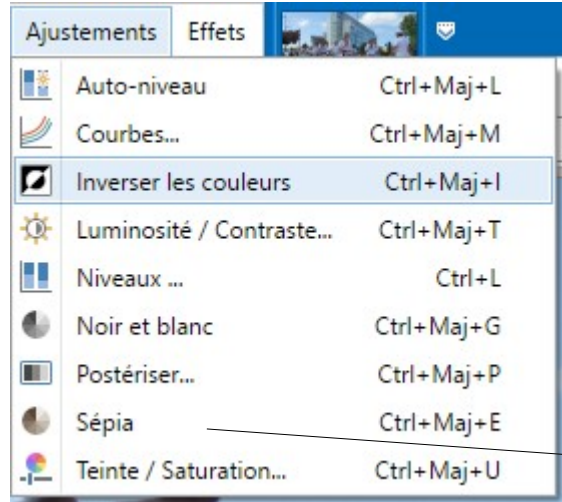 Ajustements Effets
Auto-niveau Ctrl+Maj+L
Courbes... Ctrl+Maj+M
Inverser les couleurs Ctrl+Maj+I
Luminosité / Contraste... Ctrl+Maj+T
Niveaux ... Ctrl+L
Noir et blanc Ctrl+Maj+G
Postériser... Ctrl+Maj+P
Sépia Ctrl+Maj+E
Teinte / Saturation... Ctrl+Maj+U